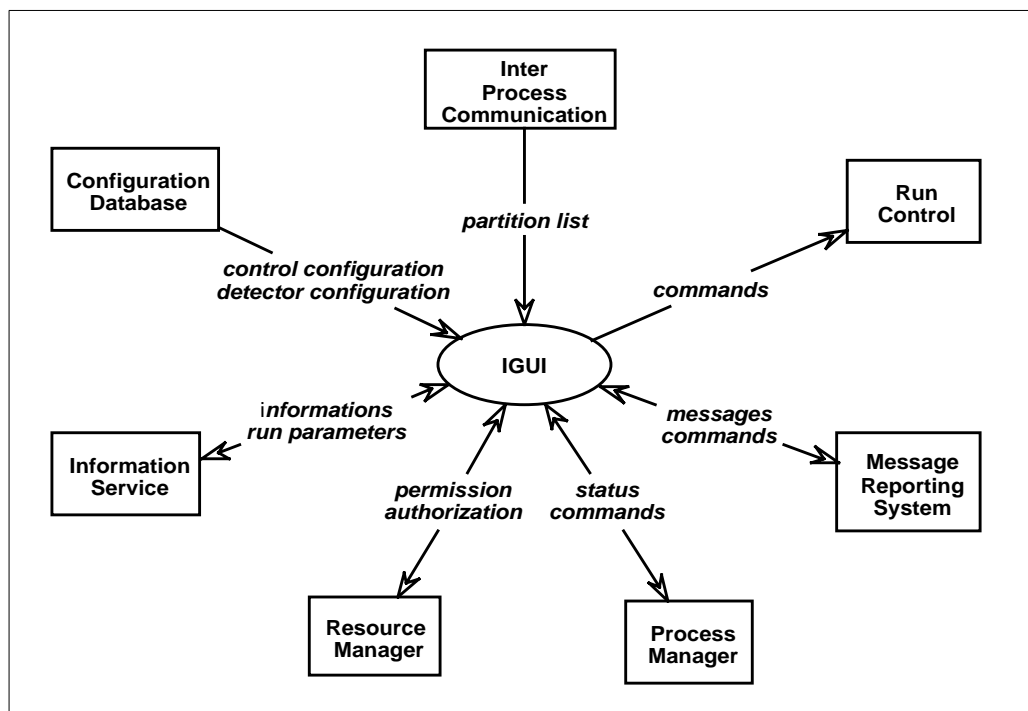 Inter
Process
Communication
Configuration
Database
Run
Control
partition list
control configuration
detector configuration
commands
IGUI
informations
run parameters
messages
commands
Information
Service
permission
authorization
status
commands
Message
Reporting
System
Resource
Manager
Process
Manager